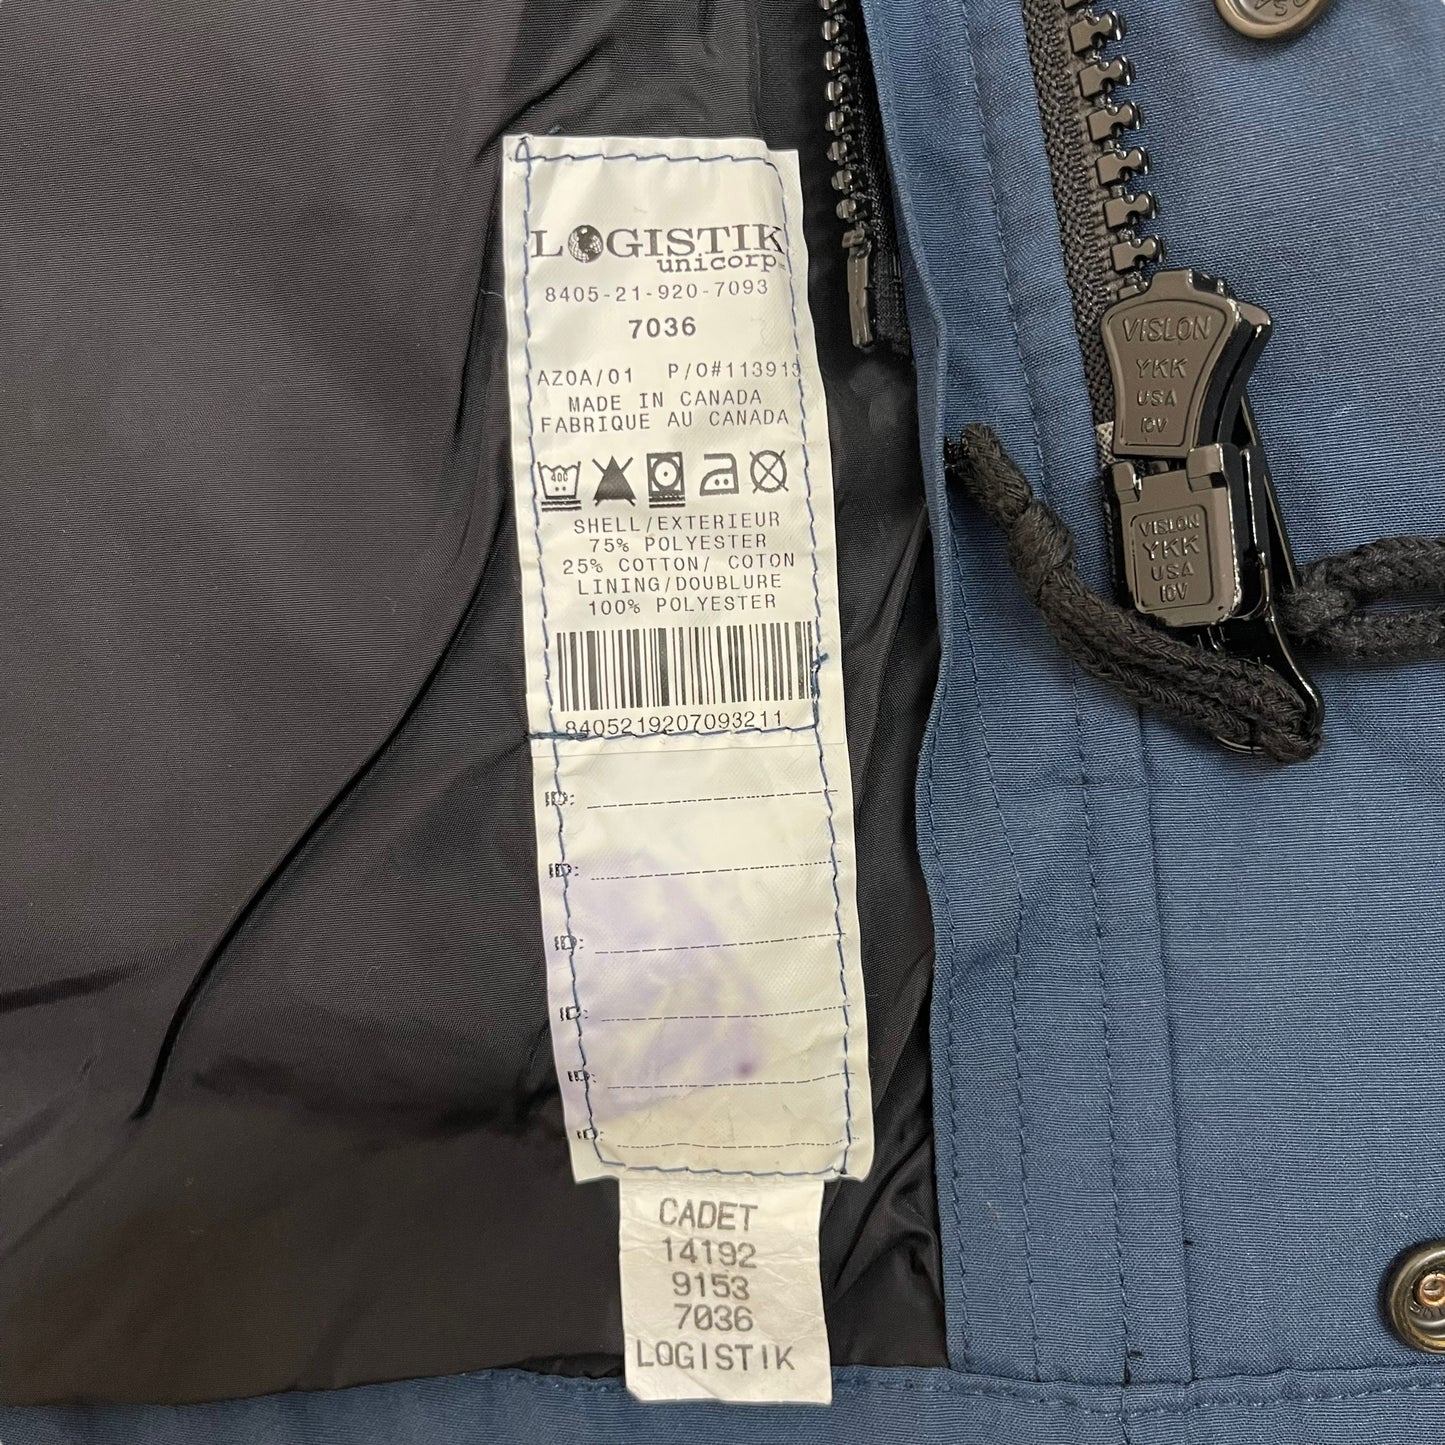 LOGISTIK
unicorp
8405-21-920-7093
7036
AZ0A/01 P/O#113913
MADE IN CANADA
FABRIQUE AU CANADA
40C
SHELL/EXTERIEUR
75% POLYESTER
25% COTTON/ COTON
LINING/DOUBLURE
100% POLYESTER
8405219207093211
ID:
ID:
ID:
ID:
ID:
ID:
CADET
14192
9153
7036
LOGISTIK
VISLON
YKK
USA
10V
VISLON
YKK
USA
10V